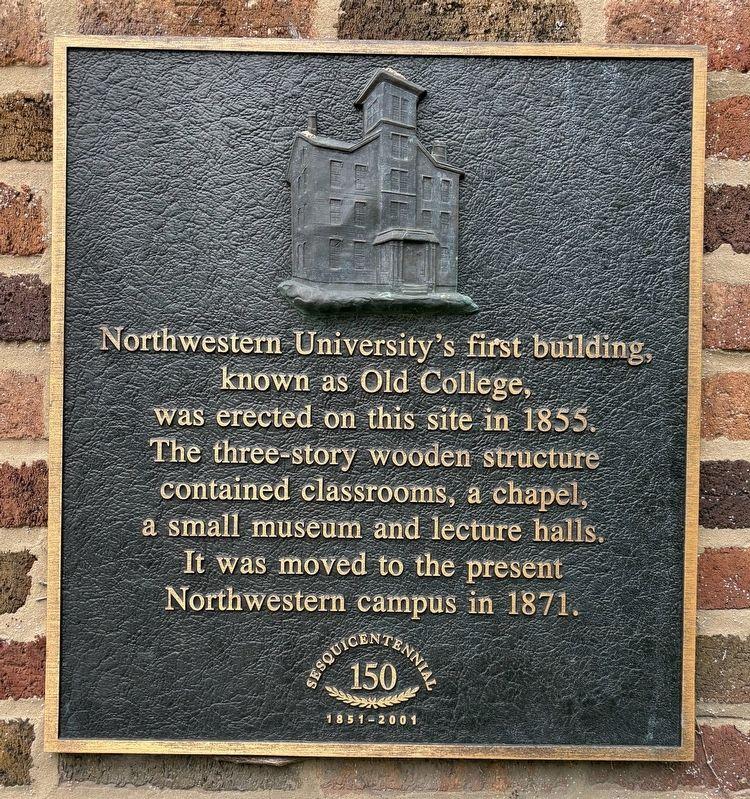 Northwestern University's first building,
known as Old College,
was erected on this site in 1855.
The three-story wooden structure
contained classrooms, a chapel,
a small museum and lecture halls.
It was moved to the present
Northwestern campus in 1871.
SESQUICENTENNIAL
150
1851-2001